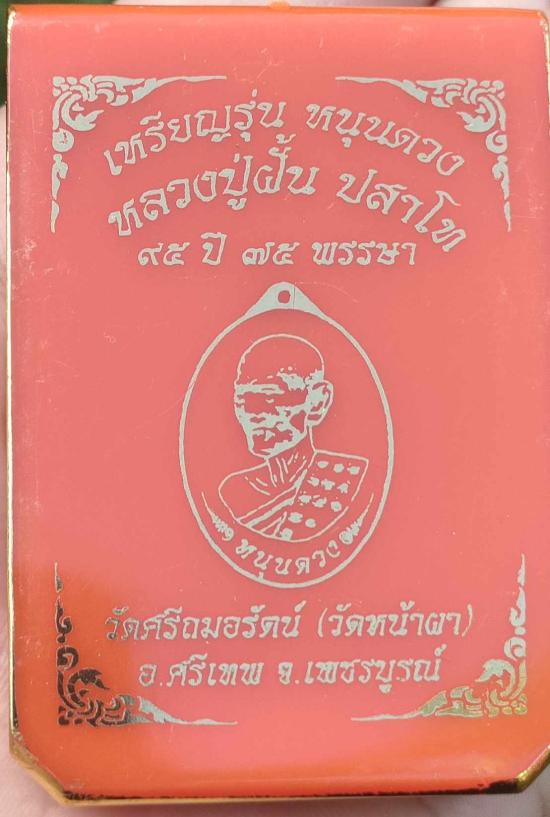 เหรียญรุ่น หนุนดวง
หลวงปู่ฝั้น ปสาโท
๙๕ ปี ๗๕ พรรษา
หนุนดวง
วัดศรีถมอรัตน์ (วัดหน้าผา)
อ.ศรีเทพ จ.เพชรบูรณ์